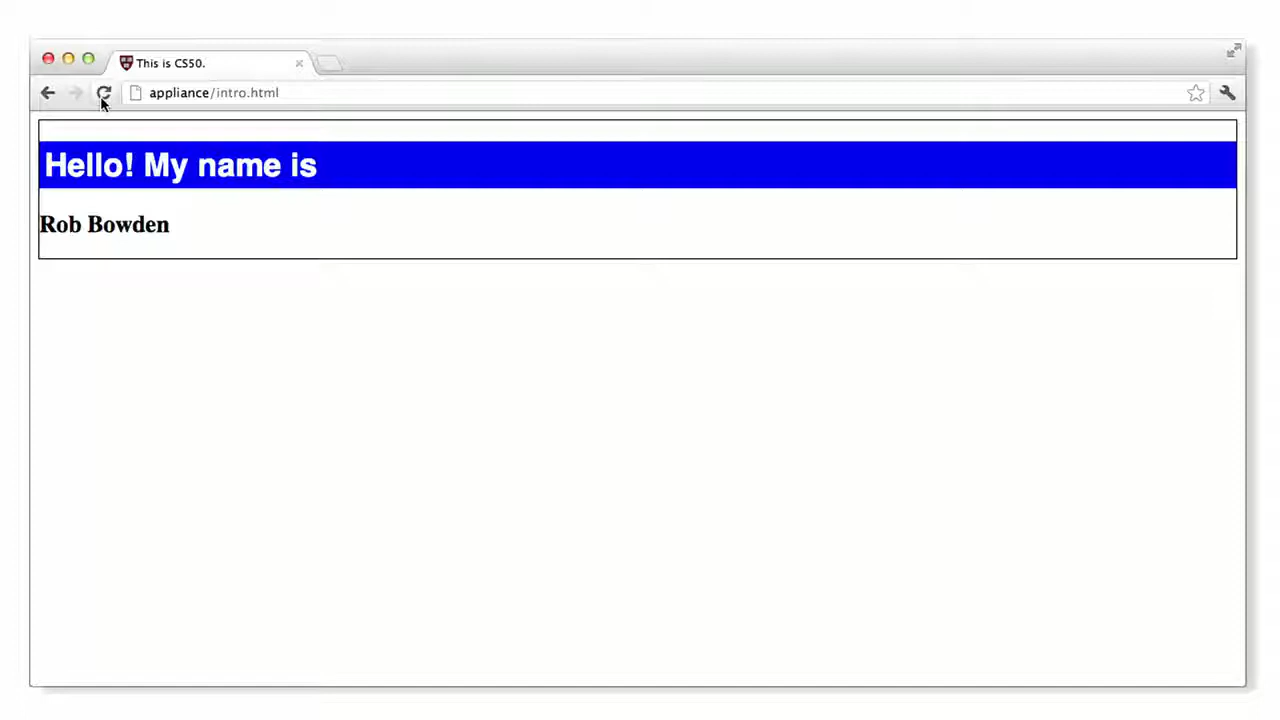 This is CS50.
appliance/intro.html
Hello! My name is
Rob Bowden